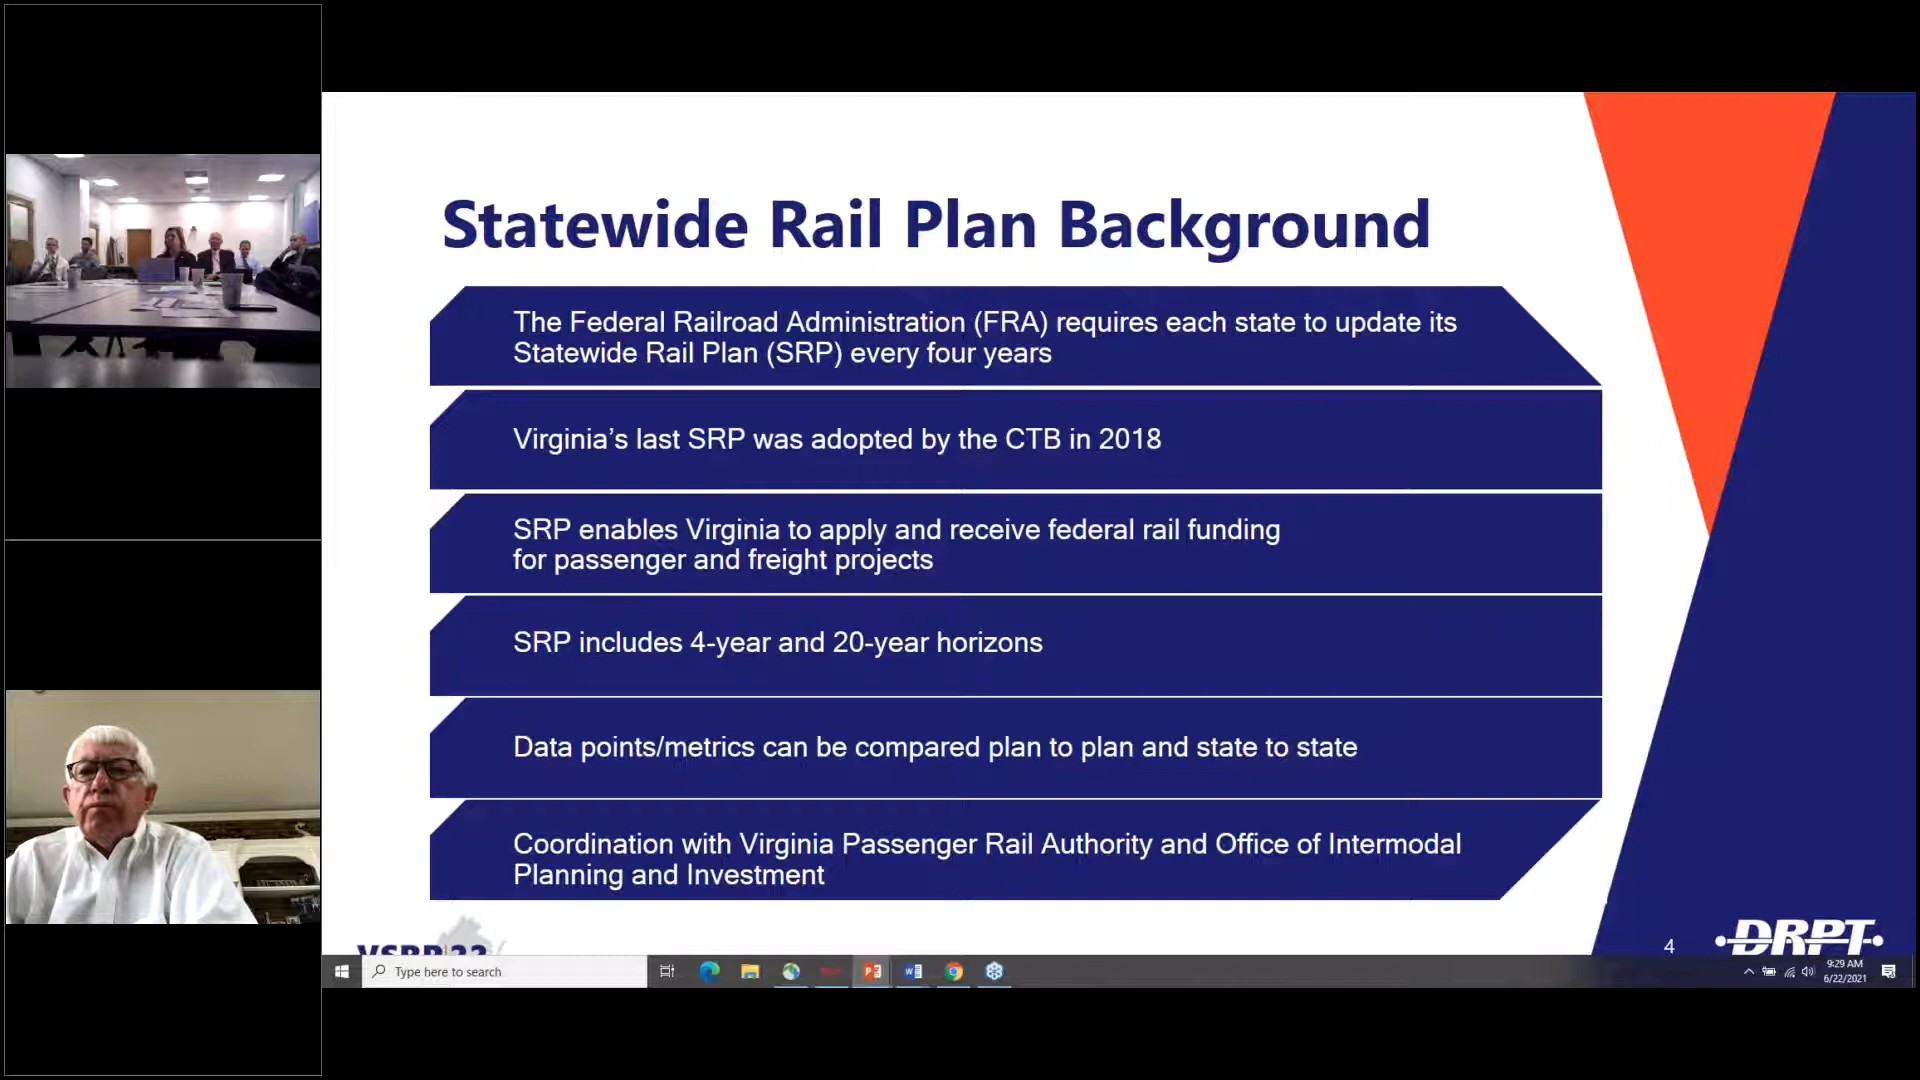 Statewide Rail Plan Background
The Federal Railroad Administration (FRA) requires each state to update its
Statewide Rail Plan (SRP) every four years
Virginia’s last SRP was adopted by the CTB in 2018
SRP enables Virginia to apply and receive federal rail funding
for passenger and freight projects
SRP includes 4-year and 20-year horizons
Data points/metrics can be compared plan to plan and state to state
Coordination with Virginia Passenger Rail Authority and Office of Intermodal
Planning and Investment
4
DRPT
Type here to search
9:29 AM
6/22/2021